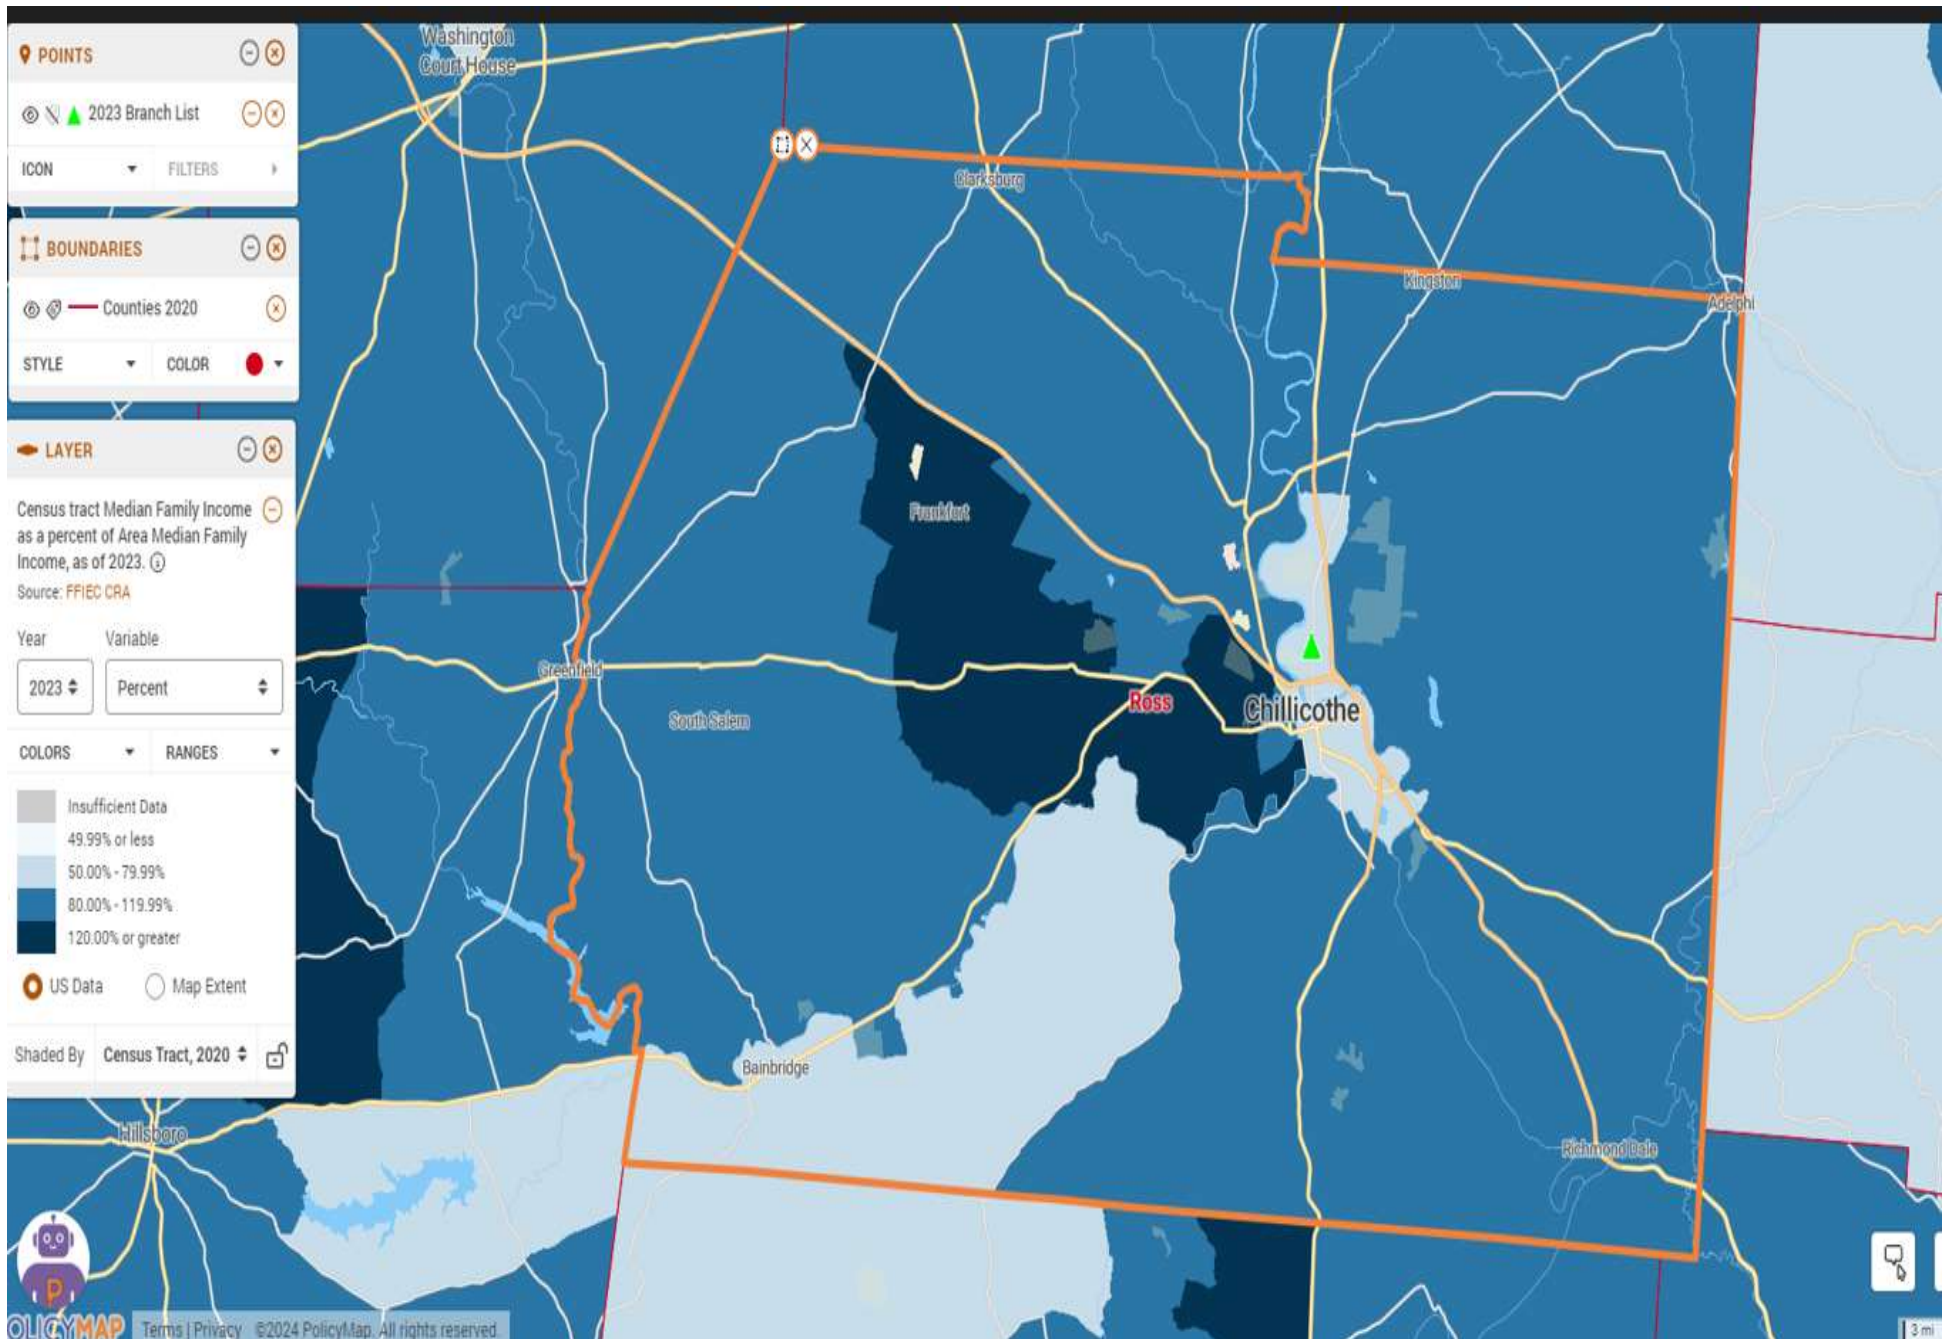 POINTS
2023 Branch List
ICON
FILTERS
BOUNDARIES
Counties 2020
STYLE
COLOR
LAYER
Census tract Median Family Income
as a percent of Area Median Family
Income, as of 2023.
Source: FFIEC CRA
Year
Variable
2023
Percent
COLORS
RANGES
Insufficient Data
49.99% or less
50.00% - 79.99%
80.00% - 119.99%
120.00% or greater
US Data
Map Extent
Shaded By
Census Tract, 2020
Washington
Court House
Clarksburg
Kingston
Adelphi
Frankfurt
Greenfield
South Salem
Ross
Chillicothe
Bainbridge
Hillsboro
Richmond Dale
P
POLICYMAP
Terms | Privacy ©2024 PolicyMap. All rights reserved.
3 mi